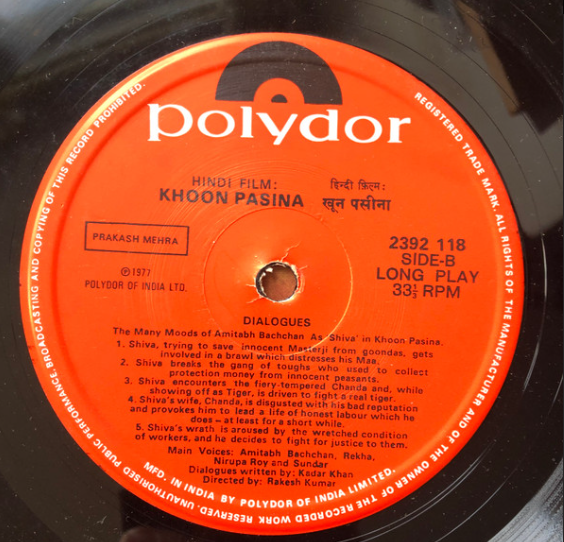 polydor
HINDI FILM:
KHOON PASINA
हिन्दी फ़िल्म:
खून पसीना
PRAKASH MEHRA
℗1977
POLYDOR OF INDIA LTD.
2392 118
SIDE-B
LONG PLAY
33⅓ RPM
DIALOGUES
The Many Moods of Amitabh Bachchan As 'Shiva' in Khoon Pasina.
1. Shiva, trying to save innocent Masterji from goondas, gets
involved in a brawl which distresses his Maa.
2. Shiva breaks the gang of toughs who used to collect
protection money from innocent peasants.
3. Shiva encounters the fiery-tempered Chanda and, while
showing off as Tiger, is driven to fight a real tiger.
4. Shiva's wife, Chanda, is disgusted with his bad reputation
and provokes him to lead a life of honest labour which he
does – at least for a short while.
5. Shiva's wrath is aroused by the wretched condition
of workers, and he decides to fight for justice to them.
Main Voices: Amitabh Bachchan, Rekha,
Nirupa Roy and Sundar
Dialogues written by: Kadar Khan
Directed by: Rakesh Kumar
MFD. IN INDIA BY POLYDOR OF INDIA LIMITED.
REGISTERED TRADE MARK. ALL RIGHTS OF THE MANUFACTURER AND OF THE OWNER OF THE RECORDED WORK RESERVED. UNAUTHORISED PUBLIC PERFORMANCE, BROADCASTING AND COPYING OF THIS RECORD PROHIBITED.